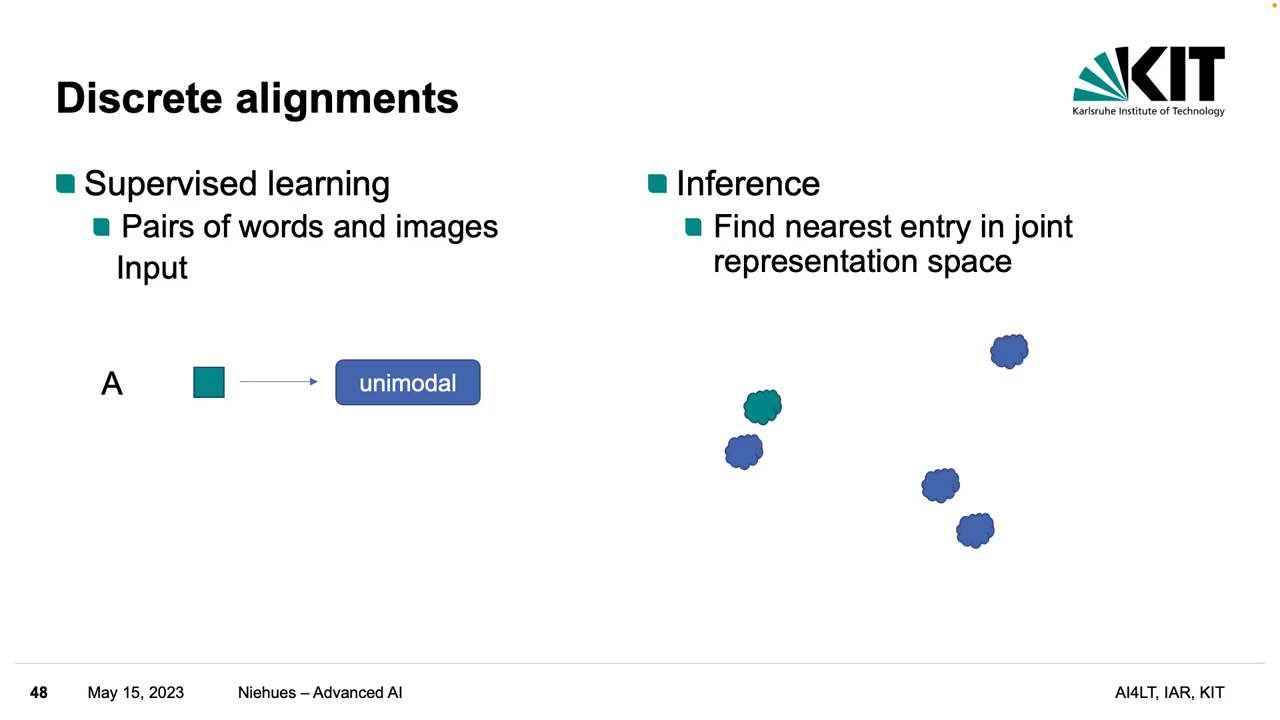 KIT
Karlsruhe Institute of Technology
Discrete alignments
Supervised learning
Pairs of words and images
Input
A
unimodal
Inference
Find nearest entry in joint
representation space
48
May 15, 2023
Niehues – Advanced AI
AI4LT, IAR, KIT